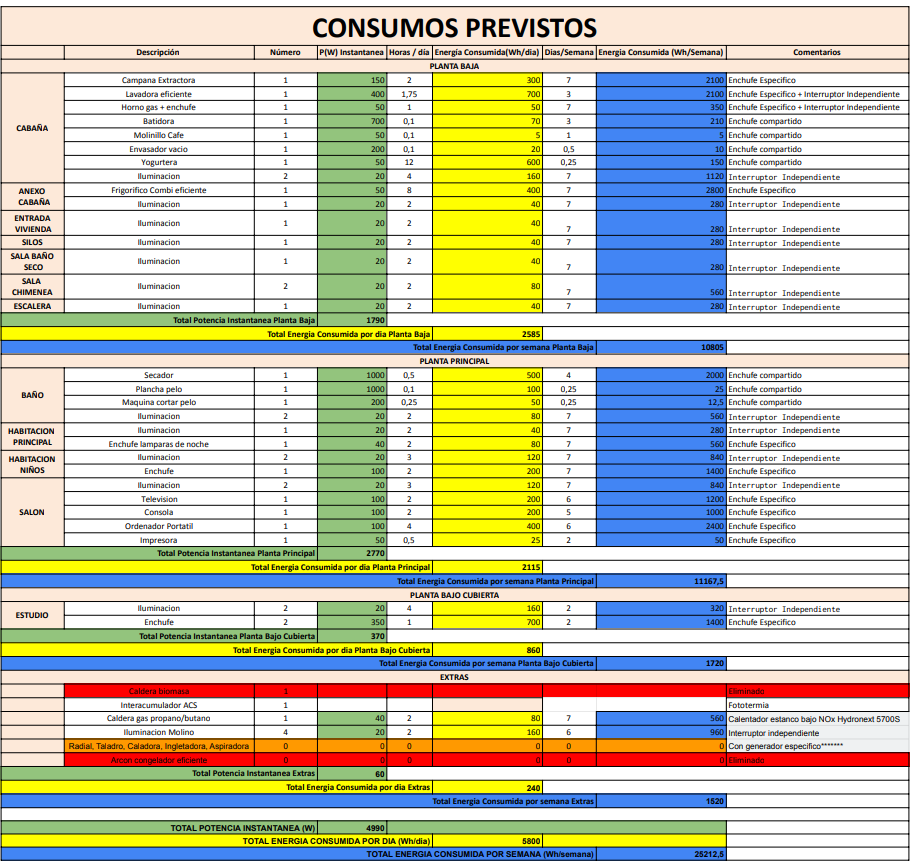 CONSUMOS PREVISTOS
Descripción Número P(W) Instantanea Horas / día Energía Consumida(Wh/dia) Dias/Semana Energia Consumida (Wh/Semana) Comentarios
PLANTA BAJA
CABAÑA
Campana Extractora 1 150 2 300 7 2100 Enchufe Especifico
Lavadora eficiente 1 400 1,75 700 3 2100 Enchufe Especifico + Interruptor Independiente
Horno gas + enchufe 1 50 1 50 7 350 Enchufe Especifico + Interruptor Independiente
Batidora 1 700 0,1 70 3 210 Enchufe compartido
Molinillo Cafe 1 50 0,1 5 1 5 Enchufe compartido
Envasador vacio 1 200 0,1 20 0,5 10 Enchufe compartido
Yogurtera 1 50 12 600 0,25 150 Enchufe compartido
Iluminacion 2 20 4 160 7 1120 Interruptor Independiente
ANEXO CABAÑA
Frigorifico Combi eficiente 1 50 8 400 7 2800 Enchufe Especifico
Iluminacion 1 20 2 40 7 280 Interruptor Independiente
ENTRADA VIVIENDA
Iluminacion 1 20 2 40 7 280 Interruptor Independiente
SILOS
Iluminacion 1 20 2 40 7 280 Interruptor Independiente
SALA BAÑO SECO
Iluminacion 1 20 2 40 7 280 Interruptor Independiente
SALA CHIMENEA
Iluminacion 2 20 2 80 7 560 Interruptor Independiente
ESCALERA
Iluminacion 1 20 2 40 7 280 Interruptor Independiente
Total Potencia Instantanea Planta Baja 1790
Total Energia Consumida por dia Planta Baja 2585
Total Energia Consumida por semana Planta Baja 10805
PLANTA PRINCIPAL
BAÑO
Secador 1 1000 0,5 500 4 2000 Enchufe compartido
Plancha pelo 1 1000 0,1 100 0,25 25 Enchufe compartido
Maquina cortar pelo 1 200 0,25 50 0,25 12,5 Enchufe compartido
Iluminacion 2 20 2 80 7 560 Interruptor Independiente
HABITACION PRINCIPAL
Iluminacion 1 20 2 40 7 280 Interruptor Independiente
Enchufe lamparas de noche 1 40 2 80 7 560 Enchufe Especifico
HABITACION NIÑOS
Iluminacion 2 20 3 120 7 840 Interruptor Independiente
Enchufe 1 100 2 200 7 1400 Enchufe Especifico
SALON
Iluminacion 2 20 3 120 7 840 Interruptor Independiente
Television 1 100 2 200 6 1200 Enchufe Especifico
Consola 1 100 2 200 5 1000 Enchufe Especifico
Ordenador Portatil 1 100 4 400 6 2400 Enchufe Especifico
Impresora 1 50 0,5 25 2 50 Enchufe Especifico
Total Potencia Instantanea Planta Principal 2770
Total Energia Consumida por dia Planta Principal 2115
Total Energia Consumida por semana Planta Principal 11167,5
PLANTA BAJO CUBIERTA
ESTUDIO
Iluminacion 2 20 4 160 2 320 Interruptor Independiente
Enchufe 2 350 1 700 2 1400 Enchufe Especifico
Total Potencia Instantanea Planta Bajo Cubierta 370
Total Energia Consumida por dia Planta Bajo Cubierta 860
Total Energia Consumida por semana Planta Bajo Cubierta 1720
EXTRAS
Caldera biomasa 1 Eliminado
Interacumulador ACS 1 Fototermia
Caldera gas propano/butano 1 40 2 80 7 560 Calentador estanco bajo NOx Hydronext 5700S
Iluminacion Molino 4 20 2 160 6 960 Interruptor independiente
Radial, Taladro, Caladora, Ingletadora, Aspiradora 0 0 0 0 0 0 Con generador especifico*******
Arcon congelador eficiente 0 0 0 0 0 0 Eliminado
Total Potencia Instantanea Extras 60
Total Energia Consumida por dia Extras 240
Total Energia Consumida por semana Extras 1520
TOTAL POTENCIA INSTANTANEA (W) 4990
TOTAL ENERGIA CONSUMIDA POR DIA (Wh/dia) 5800
TOTAL ENERGIA CONSUMIDA POR SEMANA (Wh/semana) 25212,5